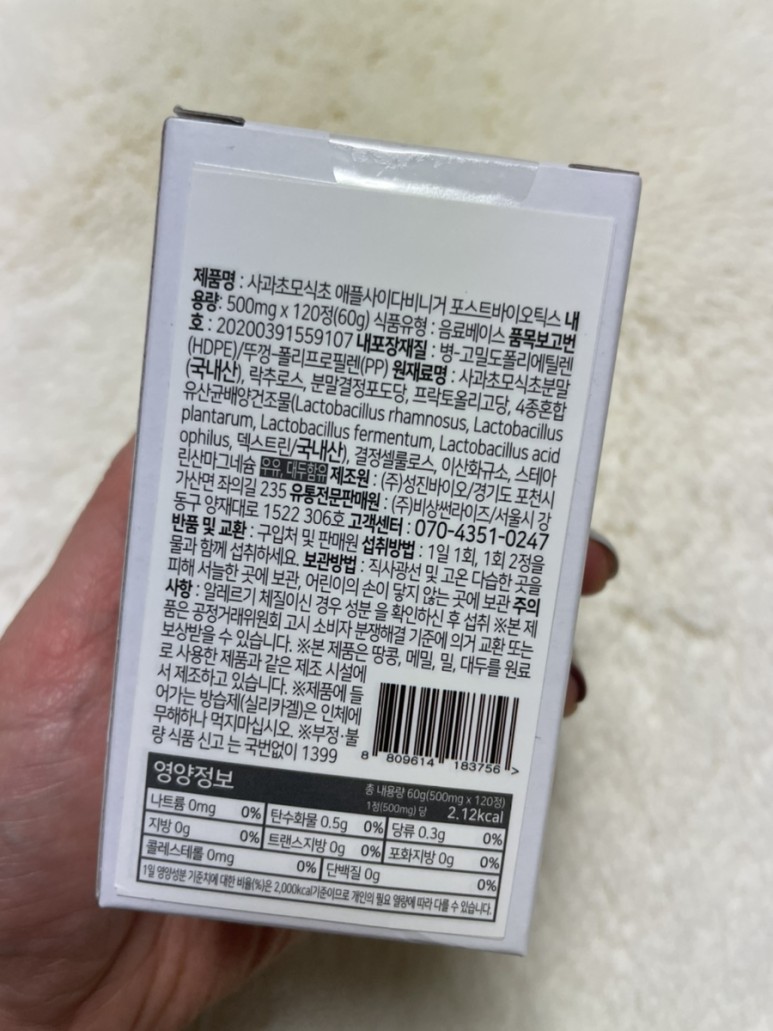 제품명 : 사과초모식초 애플사이다비니거 포스트바이오틱스 내
용량: 500mg x 120정(60g) 식품유형 : 음료베이스 품목보고번
호 : 20200391559107 내포장재질 : 병-고밀도폴리에틸렌
(HDPE)/뚜껑-폴리프로필렌(PP) 원재료명 : 사과초모식초분말
(국내산), 락추로스, 분말결정포도당, 프락토올리고당, 4종혼합
유산균배양건조물(Lactobacillus rhamnosus, Lactobacillus
plantarum, Lactobacillus fermentum, Lactobacillus acid
ophilus, 덱스트린/국내산), 결정셀룰로스, 이산화규소, 스테아
린산마그네슘 우유, 대두함유 제조원 : (주)성진바이오/경기도 포천시
가산면 좌의길 235 유통전문판매원 : (주)비상썬라이즈/서울시 강
동구 양재대로 1522 306호 고객센터 : 070-4351-0247
반품 및 교환 : 구입처 및 판매원 섭취방법 : 1일 1회, 1회 2정을
물과 함께 섭취하세요. 보관방법 : 직사광선 및 고온 다습한 곳을
피해 서늘한 곳에 보관, 어린이의 손이 닿지 않는 곳에 보관 주의
사항 : 알레르기 체질이신 경우 성분 을 확인하신 후 섭취 ※본 제
품은 공정거래위원회 고시 소비자 분쟁해결 기준에 의거 교환 또는
보상받을 수 있습니다. ※본 제품은 땅콩, 메밀, 밀, 대두를 원료
로 사용한 제품과 같은 제조 시설에
서 제조하고 있습니다. ※제품에 들
어가는 방습제(실리카겔)은 인체에
무해하나 먹지마십시오. ※부정·불
량 식품 신고 는 국번없이 1399
8 809614 183756 >
영양정보
총 내용량 60g(500mg x 120정)
1정(500mg) 당 2.12kcal
나트륨 0mg 0% 탄수화물 0.5g 0% 당류 0.3g 0%
지방 0g 0% 트랜스지방 0g 0% 포화지방 0g 0%
콜레스테롤 0mg 0% 단백질 0g 0%
1일 영양성분 기준치에 대한 비율(%)은 2,000kcal기준이므로 개인의 필요 열량에 따라 다를 수 있습니다.